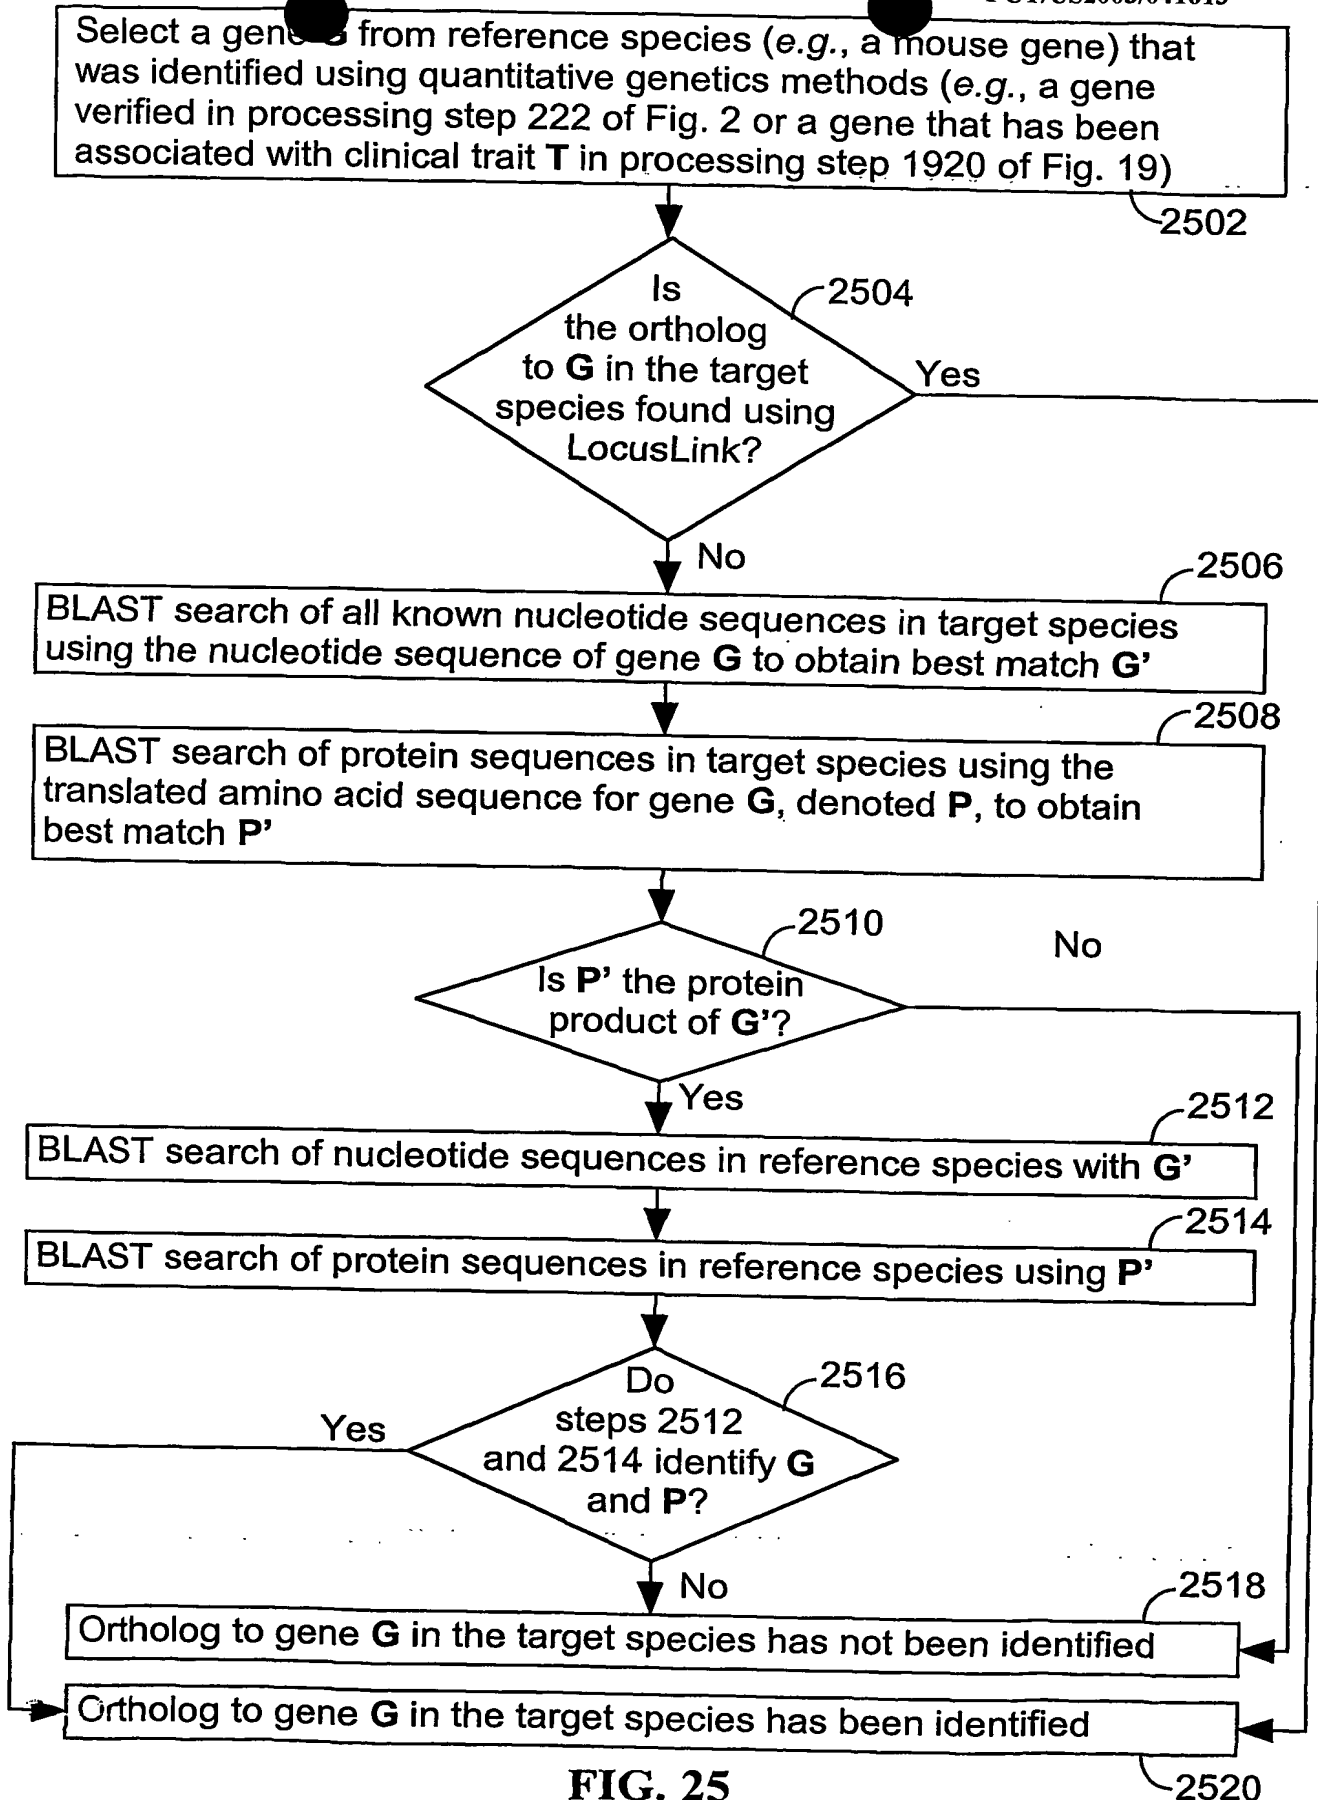 Select a gene G from reference species (e.g., a mouse gene) that
was identified using quantitative genetics methods (e.g., a gene
verified in processing step 222 of Fig. 2 or a gene that has been
associated with clinical trait T in processing step 1920 of Fig. 19)
2502
2504
Is
the ortholog
to G in the target
species found using
LocusLink?
Yes
No
2506
BLAST search of all known nucleotide sequences in target species
using the nucleotide sequence of gene G to obtain best match G’
2508
BLAST search of protein sequences in target species using the
translated amino acid sequence for gene G, denoted P, to obtain
best match P’
2510
No
Is P’ the protein
product of G’?
Yes
2512
BLAST search of nucleotide sequences in reference species with G’
2514
BLAST search of protein sequences in reference species using P’
2516
Do
steps 2512
and 2514 identify G
and P?
Yes
No
2518
Ortholog to gene G in the target species has not been identified
Ortholog to gene G in the target species has been identified
2520
FIG. 25